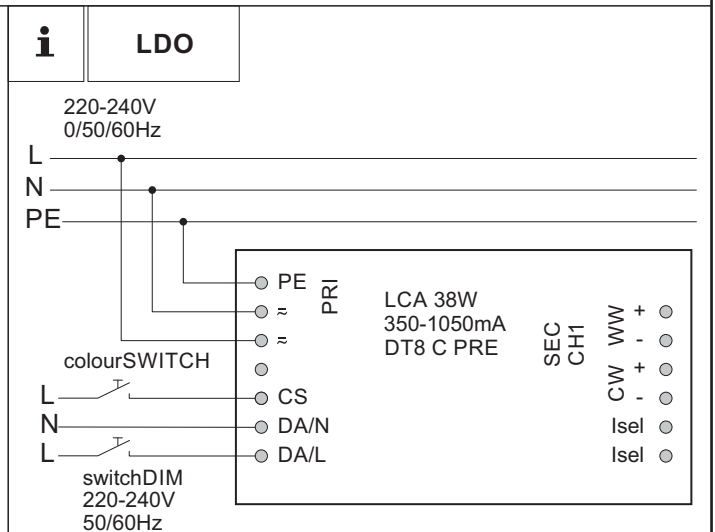 i
LDO
220-240V
0/50/60Hz
L
N
PE
PE
PRI
LCA 38W
350-1050mA
DT8 C PRE
SEC
CH1
WW
+
-
CW
+
-
Isel
Isel
colourSWITCH
L
CS
N
DA/N
L
DA/L
switchDIM
220-240V
50/60Hz